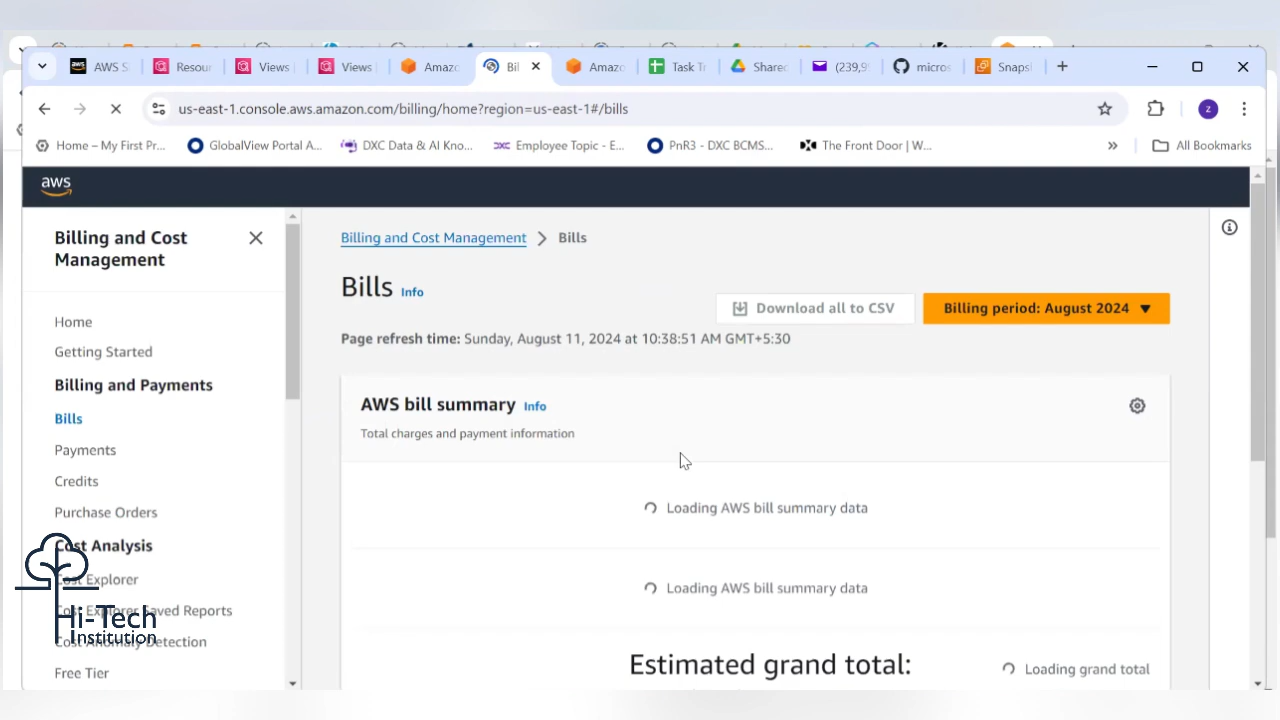 AWS S
Resour
Views
Views
Amazo
Bil
Amazo
Task Tr
Shared
(239,9
micros
Snaps
us-east-1.console.aws.amazon.com/billing/home?region=us-east-1#/bills
z
Home – My First Pr...
GlobalView Portal A...
DXC Data & AI Kno...
Employee Topic - E...
PnR3 - DXC BCMS...
The Front Door | W...
»
All Bookmarks
aws
Billing and Cost
Management
Home
Getting Started
Billing and Payments
Bills
Payments
Credits
Purchase Orders
Cost Analysis
Cost Explorer
Cost Explorer Saved Reports
Cost Anomaly Detection
Free Tier
Hi-Tech
Institution
Billing and Cost Management > Bills
Bills Info
Download all to CSV
Billing period: August 2024
Page refresh time: Sunday, August 11, 2024 at 10:38:51 AM GMT+5:30
AWS bill summary Info
Total charges and payment information
Loading AWS bill summary data
Loading AWS bill summary data
Estimated grand total:
Loading grand total